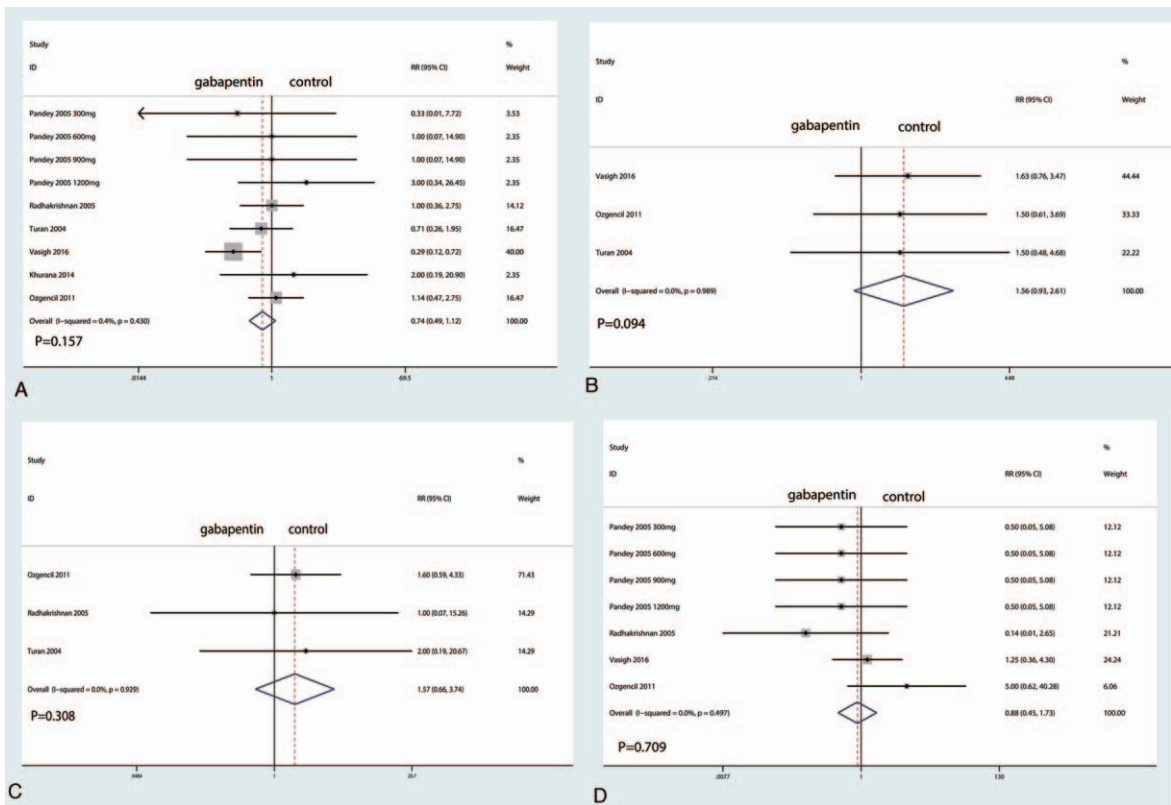 Study %
ID RR (95% CI) Weight
gabapentin control
Pandey 2005 300mg 0.33 (0.01, 7.72) 3.53
Pandey 2005 600mg 1.00 (0.07, 14.90) 2.35
Pandey 2005 900mg 1.00 (0.07, 14.90) 2.35
Pandey 2005 1200mg 3.00 (0.34, 26.45) 2.35
Radhakrishnan 2005 1.00 (0.36, 2.75) 14.12
Turan 2004 0.71 (0.26, 1.95) 16.47
Vasigh 2016 0.29 (0.12, 0.72) 40.00
Khurana 2014 2.00 (0.19, 20.90) 2.35
Ozgencil 2011 1.14 (0.47, 2.75) 16.47
Overall (I-squared = 0.4%, p = 0.430) 0.74 (0.49, 1.12) 100.00
P=0.157
.0144 1 69.5
A
Study %
ID RR (95% CI) Weight
gabapentin control
Vasigh 2016 1.63 (0.76, 3.47) 44.44
Ozgencil 2011 1.50 (0.61, 3.69) 33.33
Turan 2004 1.50 (0.48, 4.68) 22.22
Overall (I-squared = 0.0%, p = 0.989) 1.56 (0.93, 2.61) 100.00
P=0.094
.214 1 4.68
B
Study %
ID RR (95% CI) Weight
gabapentin control
Ozgencil 2011 1.60 (0.59, 4.33) 71.43
Radhakrishnan 2005 1.00 (0.07, 15.26) 14.29
Turan 2004 2.00 (0.19, 20.67) 14.29
Overall (I-squared = 0.0%, p = 0.929) 1.57 (0.66, 3.74) 100.00
P=0.308
1
C
Study %
ID RR (95% CI) Weight
gabapentin control
Pandey 2005 300mg 0.50 (0.05, 5.08) 12.12
Pandey 2005 600mg 0.50 (0.05, 5.08) 12.12
Pandey 2005 900mg 0.50 (0.05, 5.08) 12.12
Pandey 2005 1200mg 0.50 (0.05, 5.08) 12.12
Radhakrishnan 2005 0.14 (0.01, 2.65) 21.21
Vasigh 2016 1.25 (0.36, 4.30) 24.24
Ozgencil 2011 5.00 (0.62, 40.28) 6.06
Overall (I-squared = 0.0%, p = 0.497) 0.88 (0.45, 1.73) 100.00
P=0.709
.0077 1 130
D